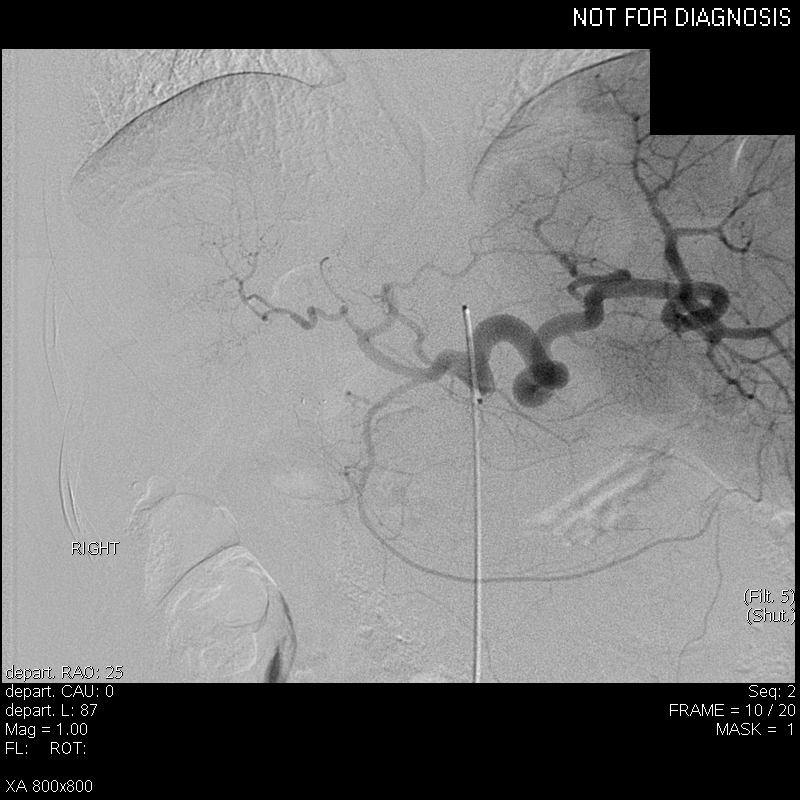 NOT FOR DIAGNOSIS
RIGHT
(Filt. 5)
(Shut.)
depart. RAO: 25
depart. CAU: 0
depart. L: 87
Mag = 1.00
FL: ROT:
XA 800x800
Seq: 2
FRAME = 10 / 20
MASK = 1